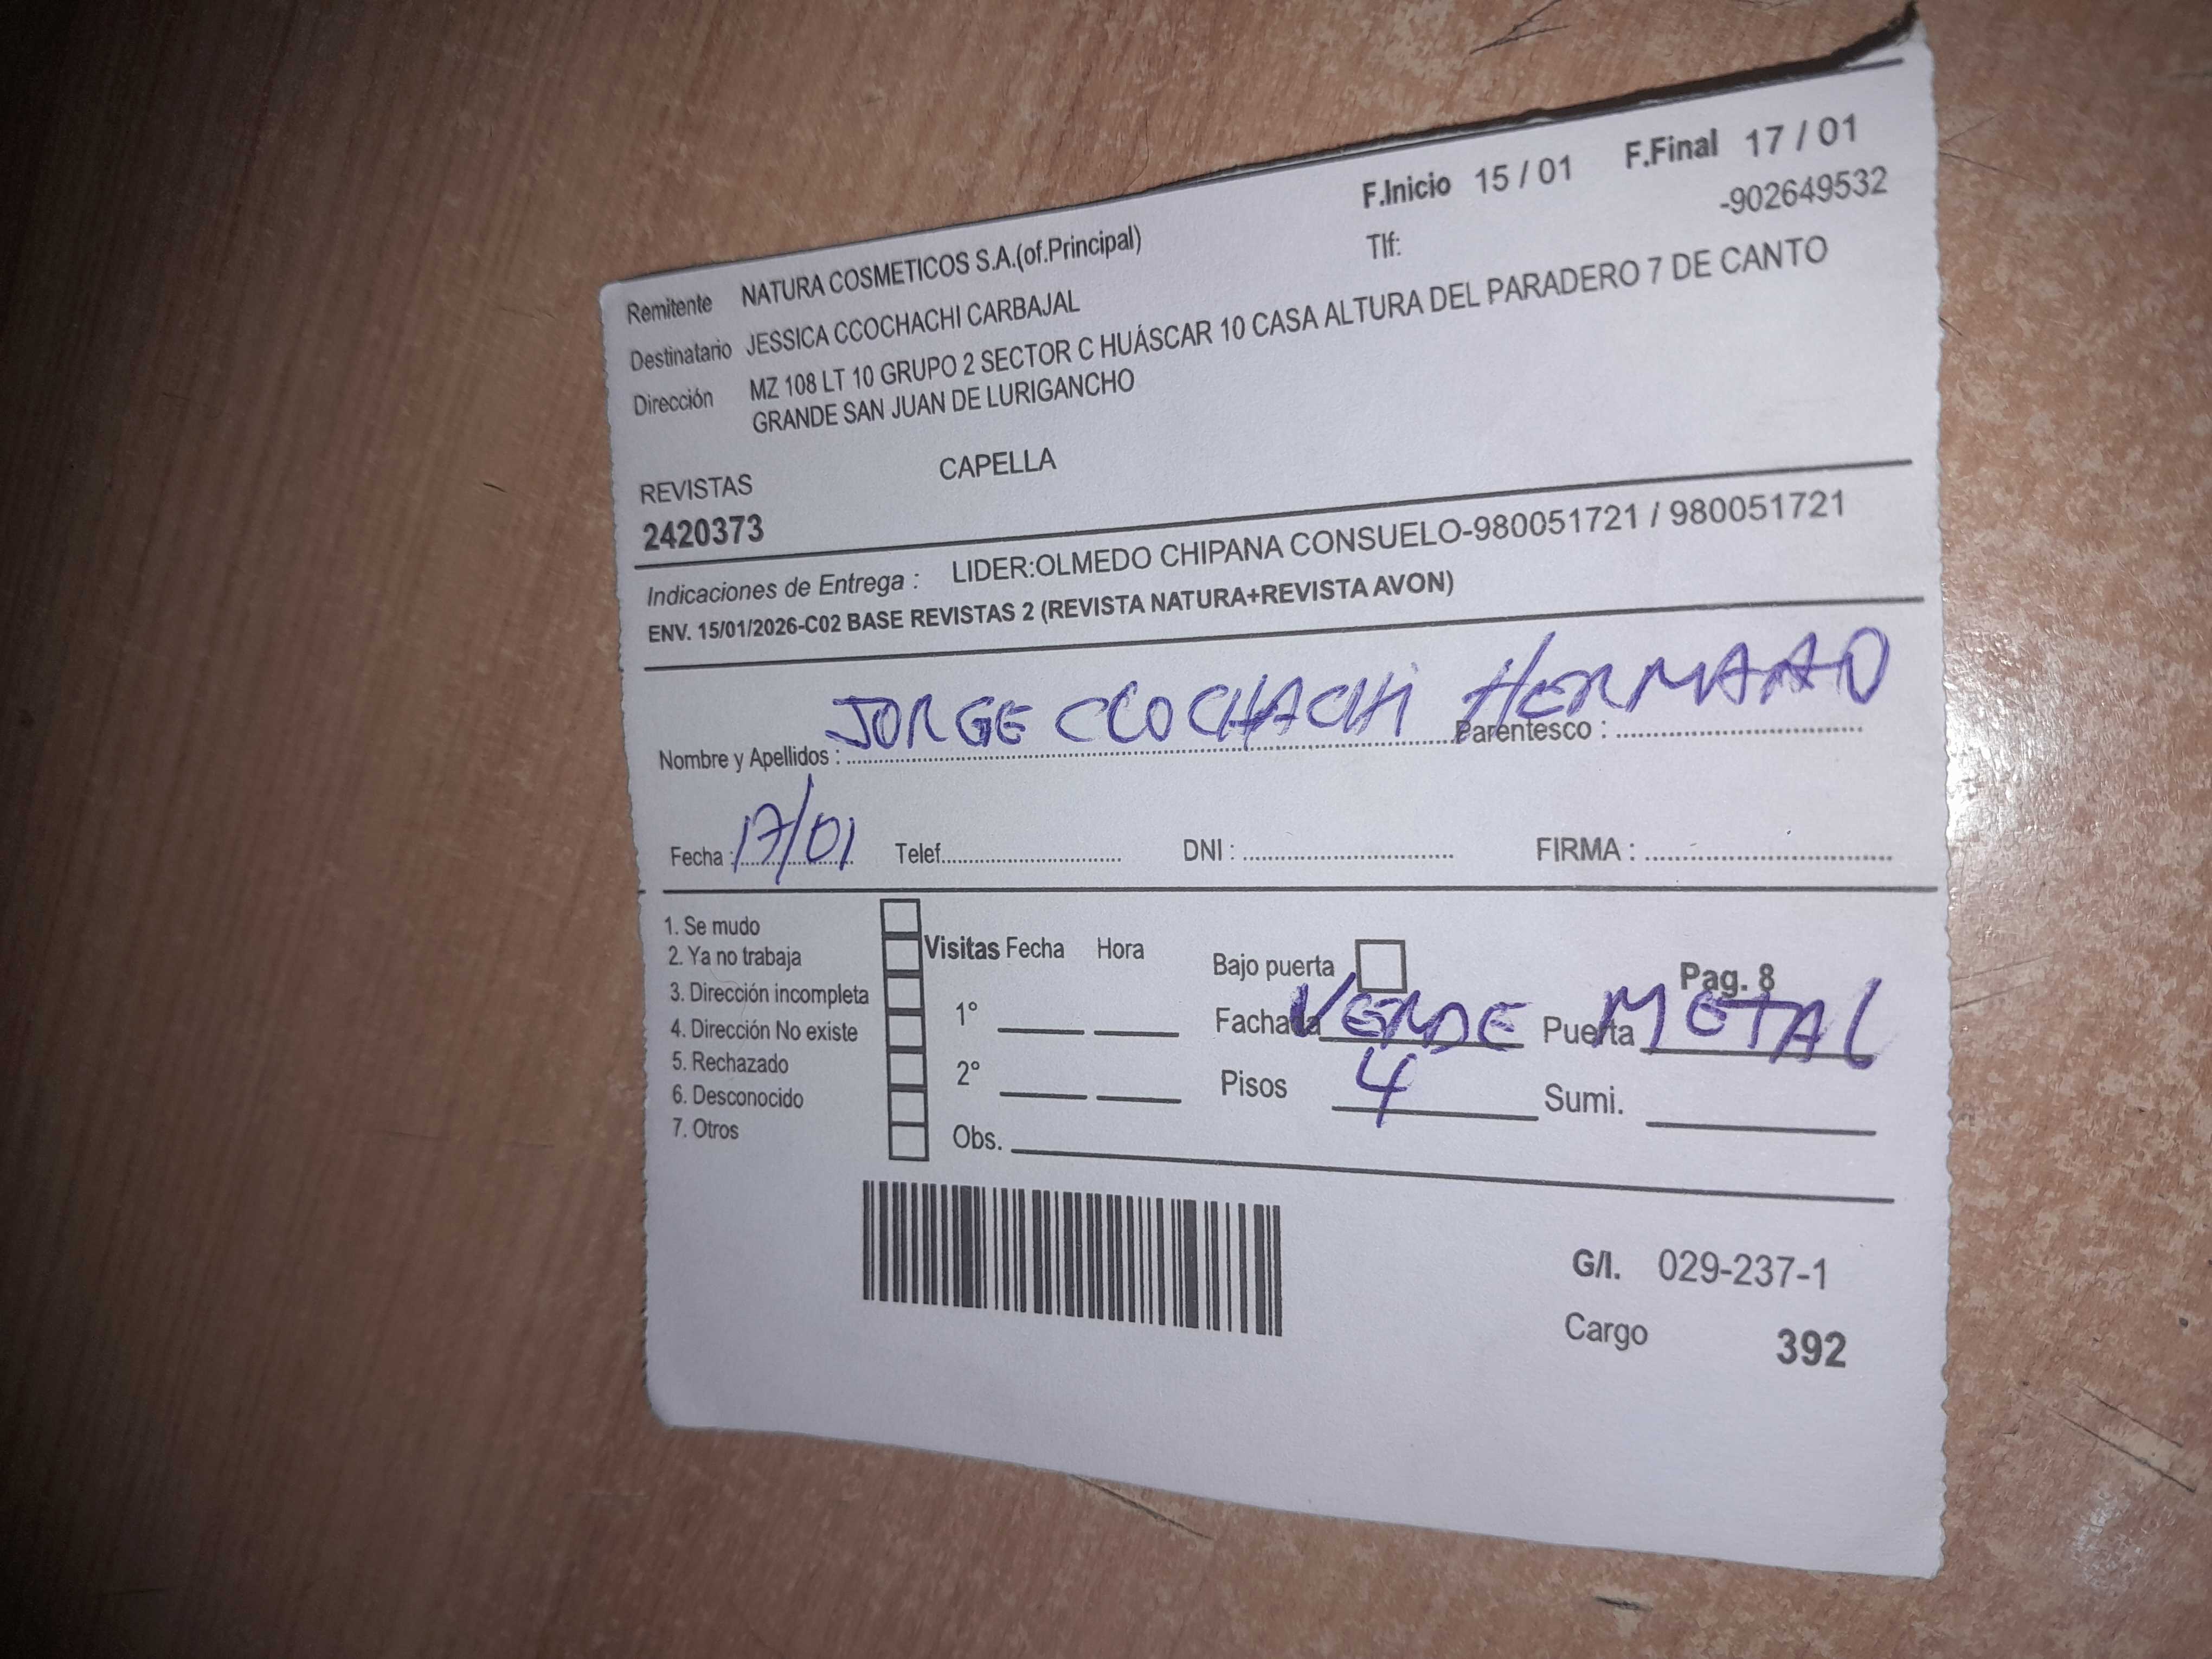 F.Inicio 15 / 01 F.Final 17 / 01
Remitente NATURA COSMETICOS S.A.(of.Principal) Tlf: -902649532
Destinatario JESSICA CCOCHACHI CARBAJAL
Dirección MZ 108 LT 10 GRUPO 2 SECTOR C HUÁSCAR 10 CASA ALTURA DEL PARADERO 7 DE CANTO
GRANDE SAN JUAN DE LURIGANCHO
REVISTAS CAPELLA
2420373
Indicaciones de Entrega : LIDER:OLMEDO CHIPANA CONSUELO-980051721 / 980051721
ENV. 15/01/2026-C02 BASE REVISTAS 2 (REVISTA NATURA+REVISTA AVON)
Nombre y Apellidos : JORGE CCOCHACHI Parentesco : HERMANO
Fecha : 17/01 Telef. DNI : FIRMA :
1. Se mudo
2. Ya no trabaja
3. Dirección incompleta
4. Dirección No existe
5. Rechazado
6. Desconocido
7. Otros
Visitas Fecha Hora
1°
2°
Obs.
Bajo puerta Pag. 8
Fachada VERDE Puerta METAL
Pisos 4 Sumi.
G/I. 029-237-1
Cargo 392